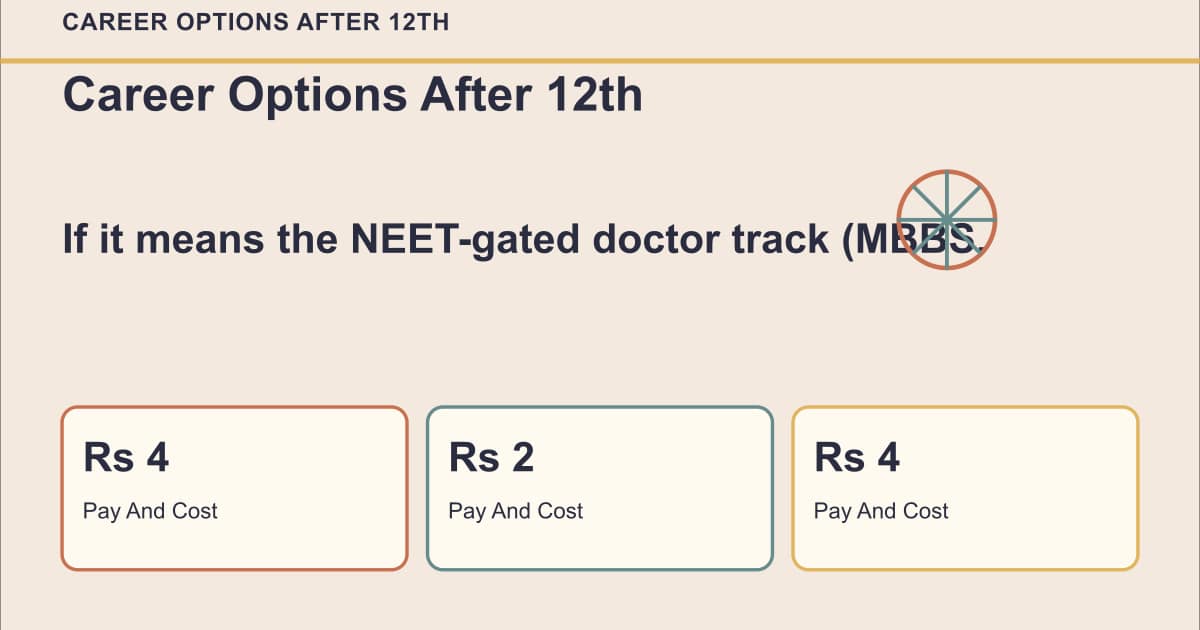 CAREER OPTIONS AFTER 12TH
Career Options After 12th
If it means the NEET-gated doctor track (MBBS,
Rs 4
Pay And Cost
Rs 2
Pay And Cost
Rs 4
Pay And Cost